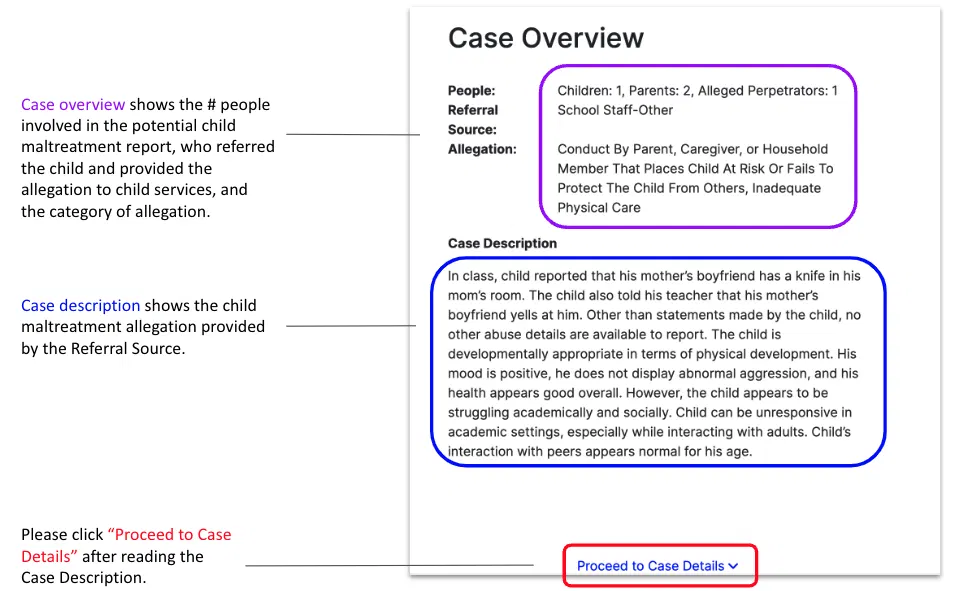 Case overview shows the # people
involved in the potential child
maltreatment report, who referred
the child and provided the
allegation to child services, and
the category of allegation.
Case description shows the child
maltreatment allegation provided
by the Referral Source.
Please click “Proceed to Case
Details” after reading the
Case Description.
Case Overview
People: Children: 1, Parents: 2, Alleged Perpetrators: 1
Referral School Staff-Other
Source:
Allegation: Conduct By Parent, Caregiver, or Household
Member That Places Child At Risk Or Fails To
Protect The Child From Others, Inadequate
Physical Care
Case Description
In class, child reported that his mother’s boyfriend has a knife in his
mom’s room. The child also told his teacher that his mother’s
boyfriend yells at him. Other than statements made by the child, no
other abuse details are available to report. The child is
developmentally appropriate in terms of physical development. His
mood is positive, he does not display abnormal aggression, and his
health appears good overall. However, the child appears to be
struggling academically and socially. Child can be unresponsive in
academic settings, especially while interacting with adults. Child’s
interaction with peers appears normal for his age.
Proceed to Case Details